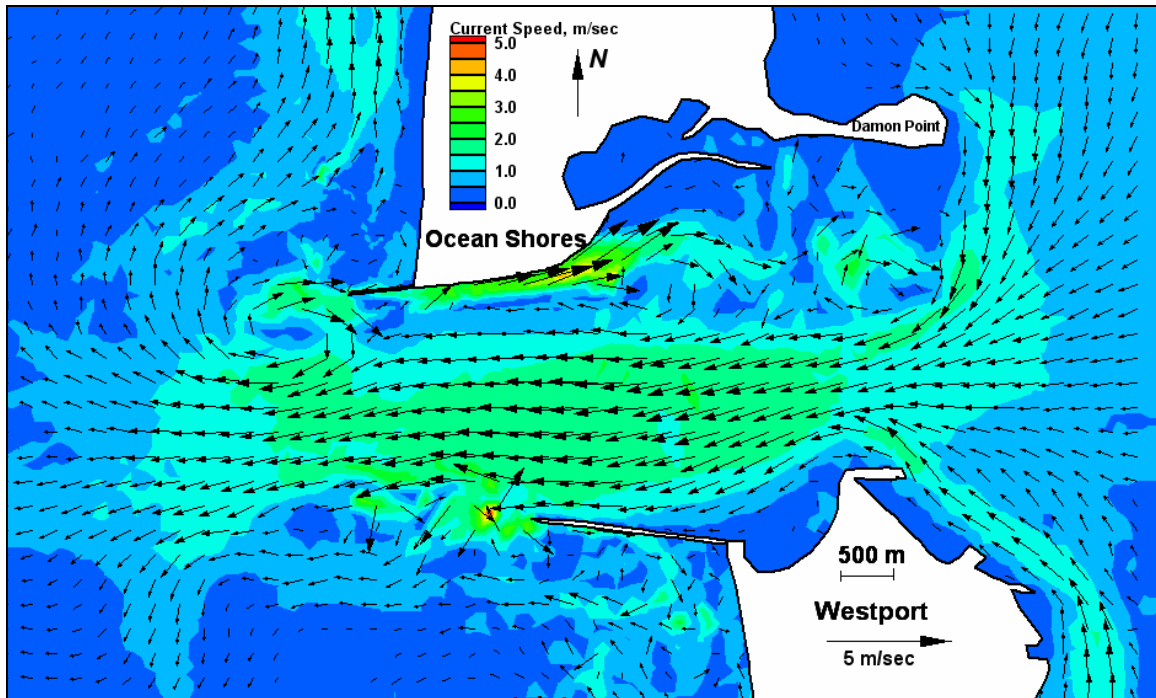 Current Speed, m/sec
5.0
4.0
3.0
2.0
1.0
0.0
N
Damon Point
Ocean Shores
500 m
Westport
5 m/sec